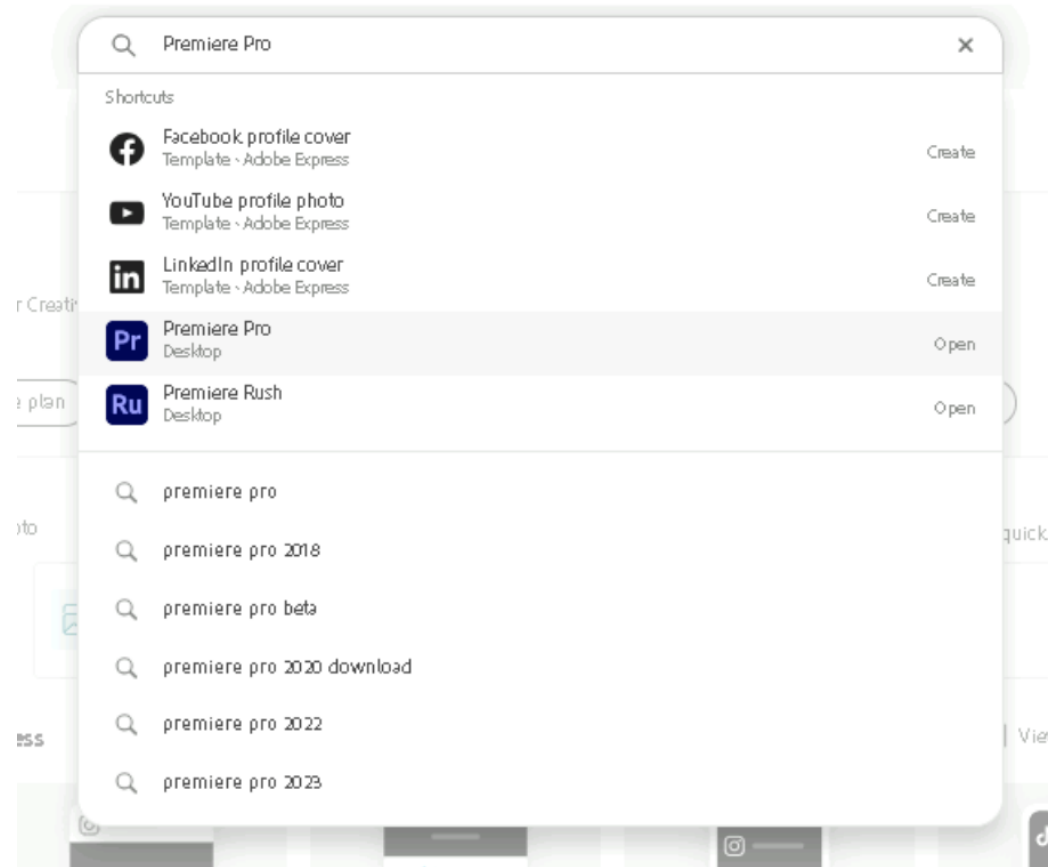 Premiere Pro
Shortcuts
Facebook profile cover
Template · Adobe Express
Create
YouTube profile photo
Template · Adobe Express
Create
LinkedIn profile cover
Template · Adobe Express
Create
Pr
Premiere Pro
Desktop
Open
Ru
Premiere Rush
Desktop
Open
premiere pro
premiere pro 2018
premiere pro beta
premiere pro 2020 download
premiere pro 2022
premiere pro 2023
plan
quick